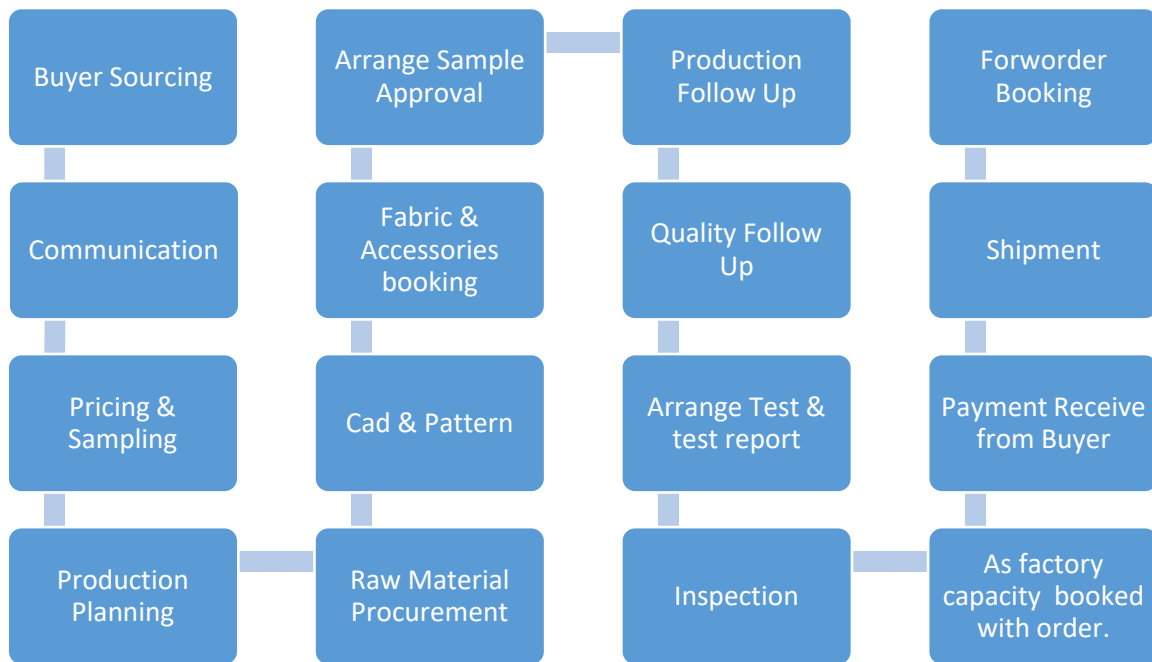 Buyer Sourcing
Communication
Pricing &
Sampling
Production
Planning
Raw Material
Procurement
Cad & Pattern
Fabric &
Accessories
booking
Arrange Sample
Approval
Production
Follow Up
Quality Follow
Up
Arrange Test &
test report
Inspection
As factory
capacity  booked
with order.
Payment Receive
from Buyer
Shipment
Forworder
Booking